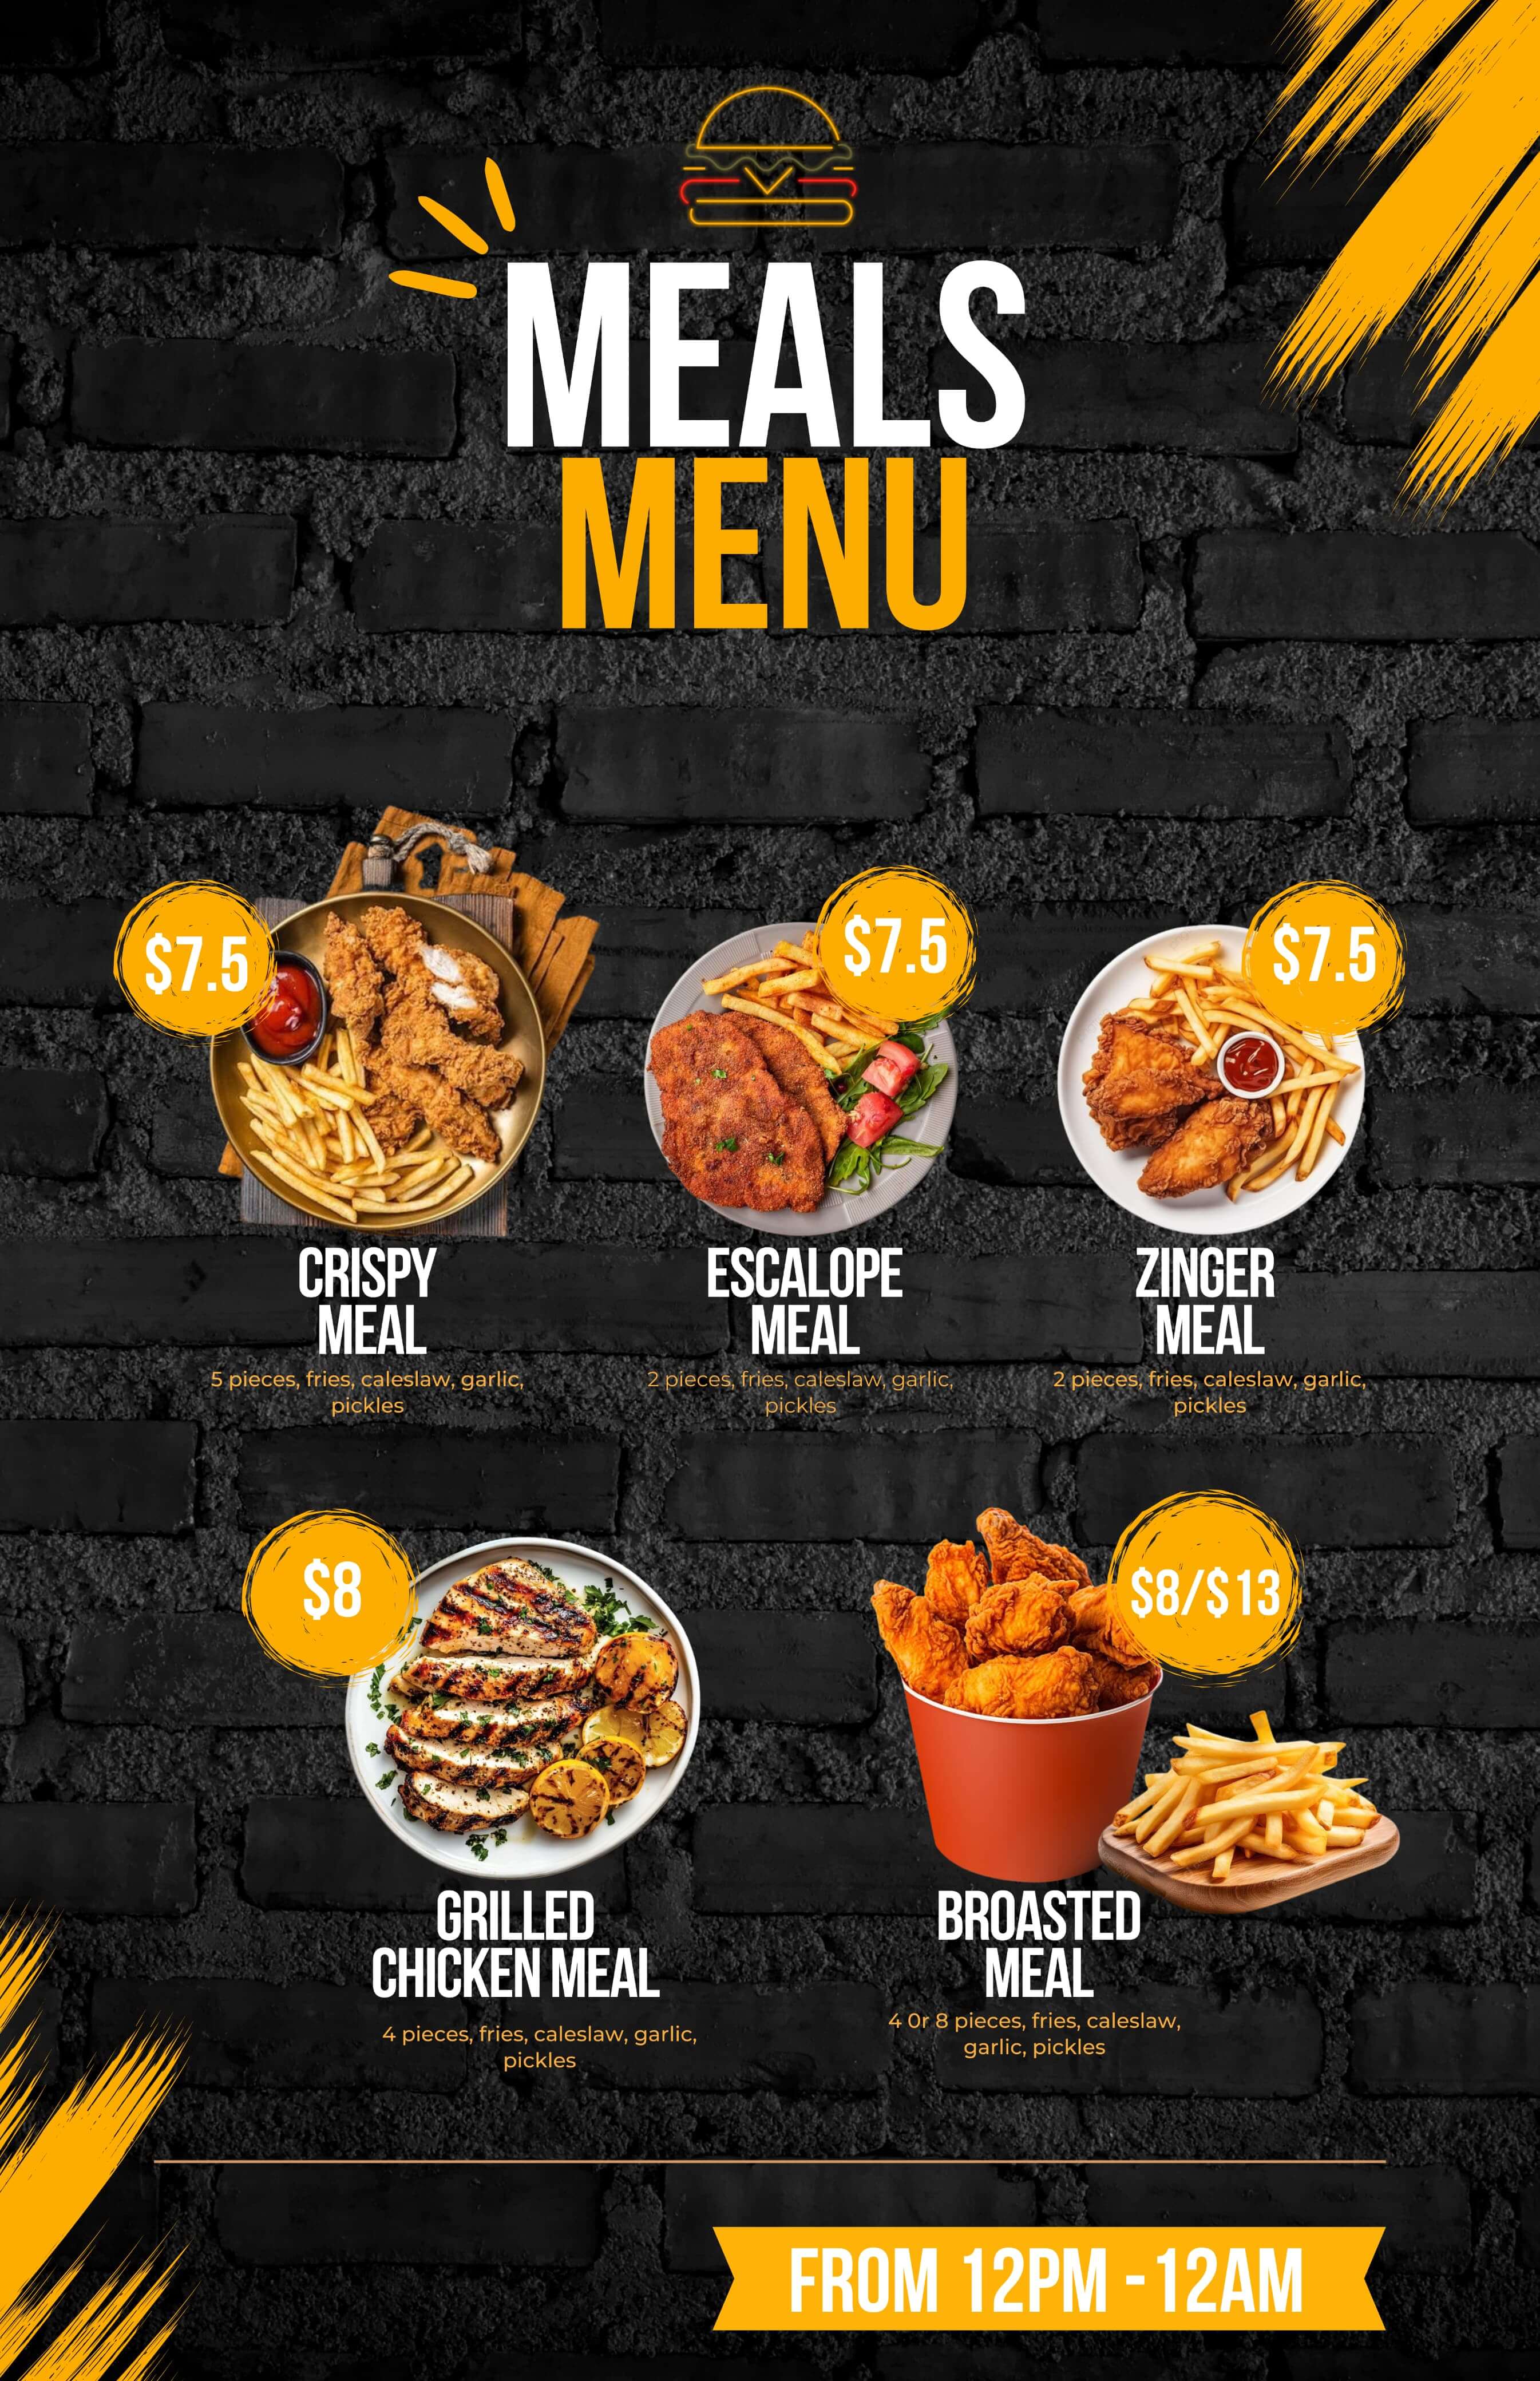 MEALS
MENU
$7.5
$7.5
$7.5
CRISPY
MEAL
5 pieces, fries, caleslaw, garlic,
pickles
ESCALOPE
MEAL
2 pieces, fries, caleslaw, garlic,
pickles
ZINGER
MEAL
2 pieces, fries, caleslaw, garlic,
pickles
$8
$8/$13
GRILLED
CHICKEN MEAL
4 pieces, fries, caleslaw, garlic,
pickles
BROASTED
MEAL
4 0r 8 pieces, fries, caleslaw,
garlic, pickles
FROM 12PM -12AM